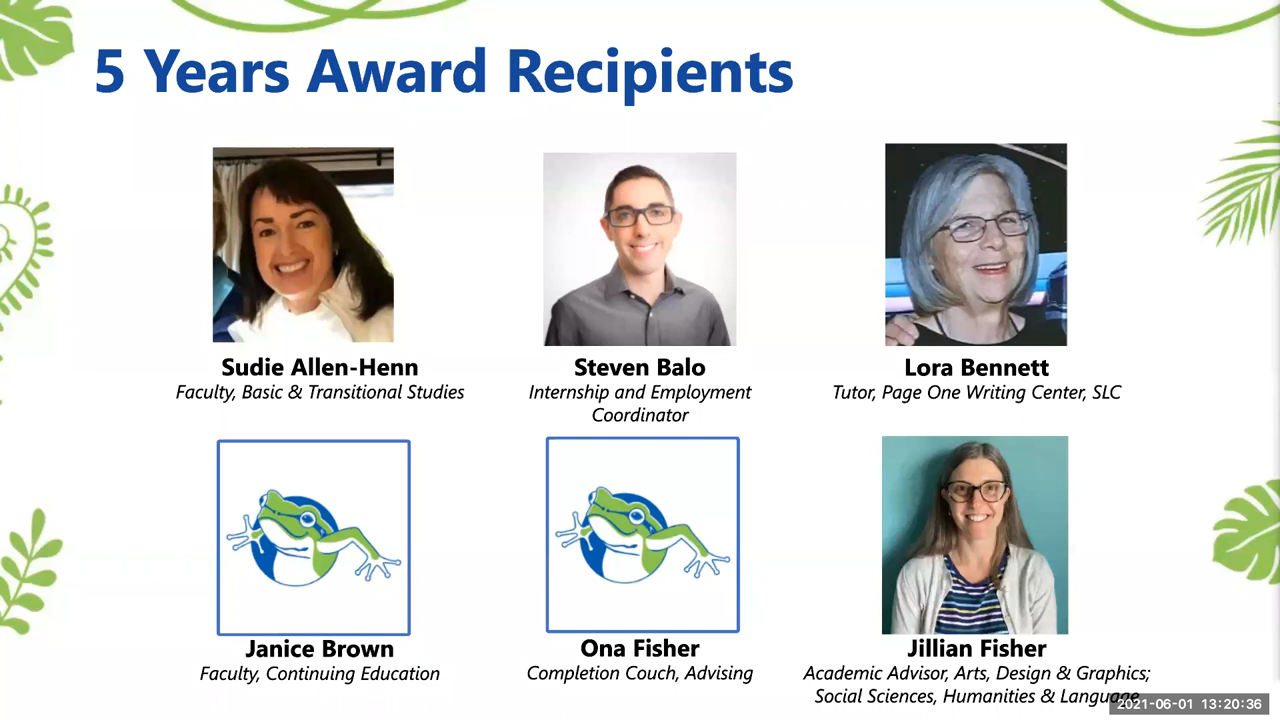 5 Years Award Recipients
Sudie Allen-Henn
Faculty, Basic & Transitional Studies
Steven Balo
Internship and Employment
Coordinator
Lora Bennett
Tutor, Page One Writing Center, SLC
Janice Brown
Faculty, Continuing Education
Ona Fisher
Completion Couch, Advising
Jillian Fisher
Academic Advisor, Arts, Design & Graphics;
Social Sciences, Humanities & Language
2021-06-01 13:20:36